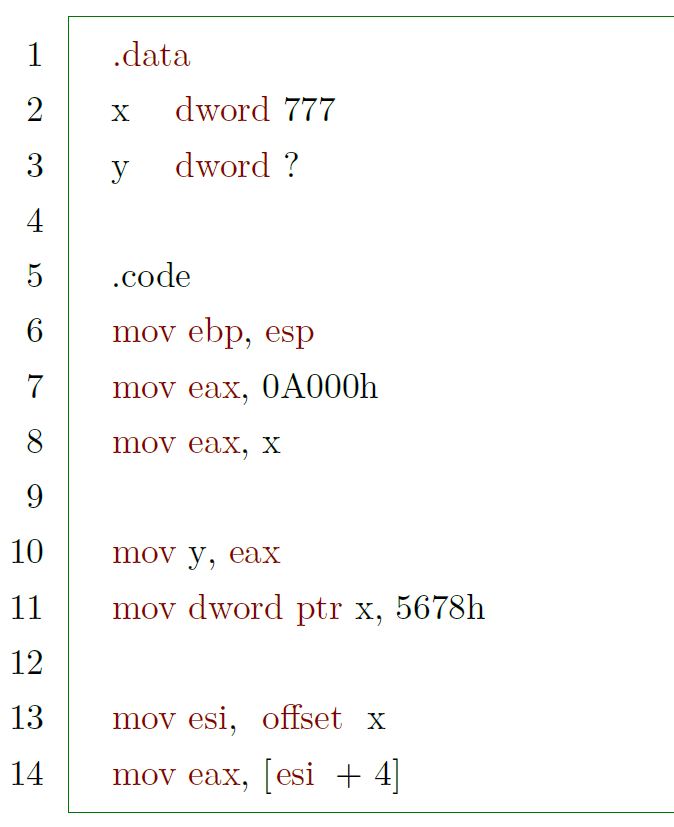 1 .data
2 x dword 777
3 y dword ?
4
5 .code
6 mov ebp, esp
7 mov eax, 0A000h
8 mov eax, x
9
10 mov y, eax
11 mov dword ptr x, 5678h
12
13 mov esi, offset x
14 mov eax, [esi + 4]